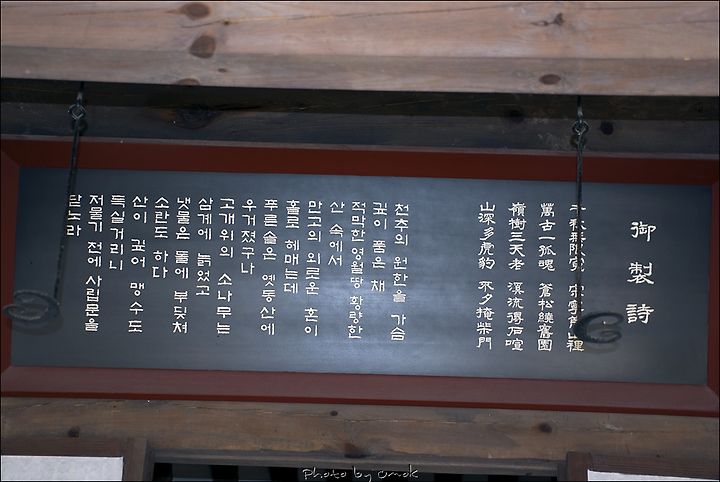 御製詩
千秋無限寃 寂寧荒山裡
萬古一孤魂 蒼松繞舊園
嶺樹三天老 溪流得石喧
山深多虎豹 不夕掩柴門
천추의 원한을 가슴
깊이 품은 채
적막한 영월땅 황량한
산 속에서
만고의 외로운 혼이
홀로 헤매는데
푸른솔은 옛동산에
우거졌구나
고개위의 소나무는
삼계에 늙었고
냇물은 돌에 부딪쳐
소란도 하다
산이 깊어 맹수도
득실거리니
저물기 전에 사립문을
닫노라
Photo by omok